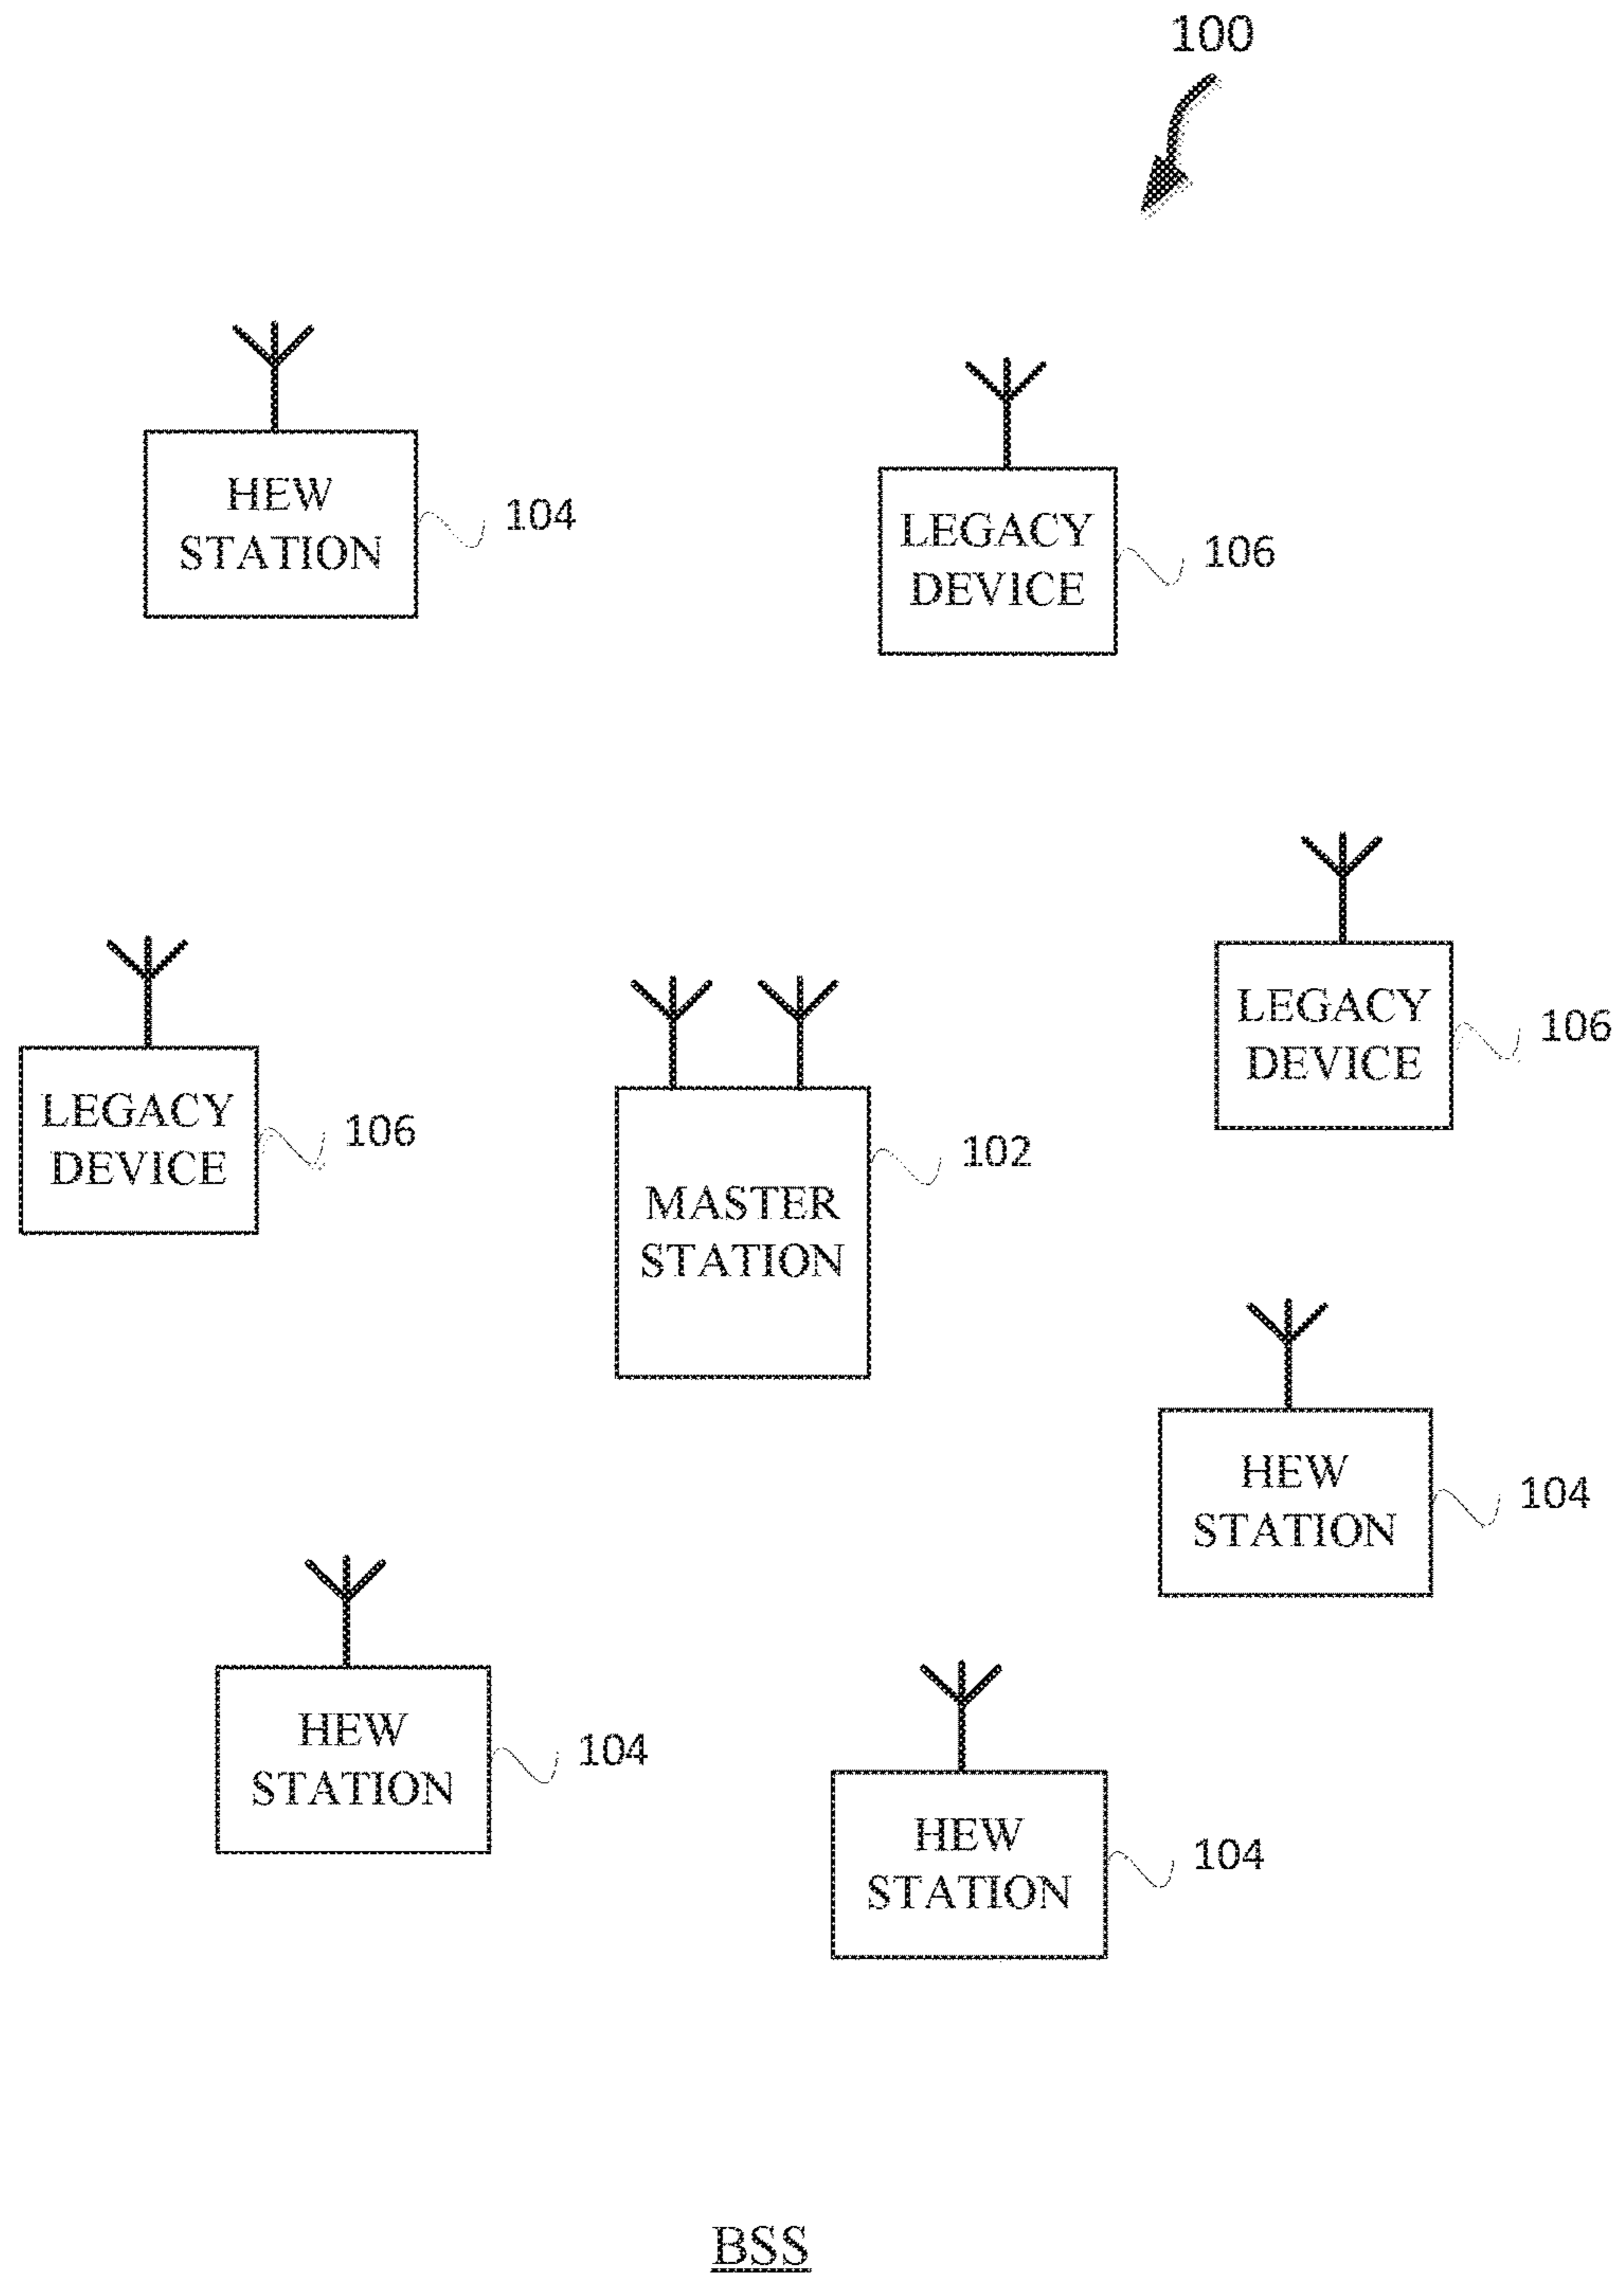 100
HEW
STATION
104
LEGACY
DEVICE
106
LEGACY
DEVICE
106
LEGACY
DEVICE
106
MASTER
STATION
102
HEW
STATION
104
HEW
STATION
104
HEW
STATION
104
BSS